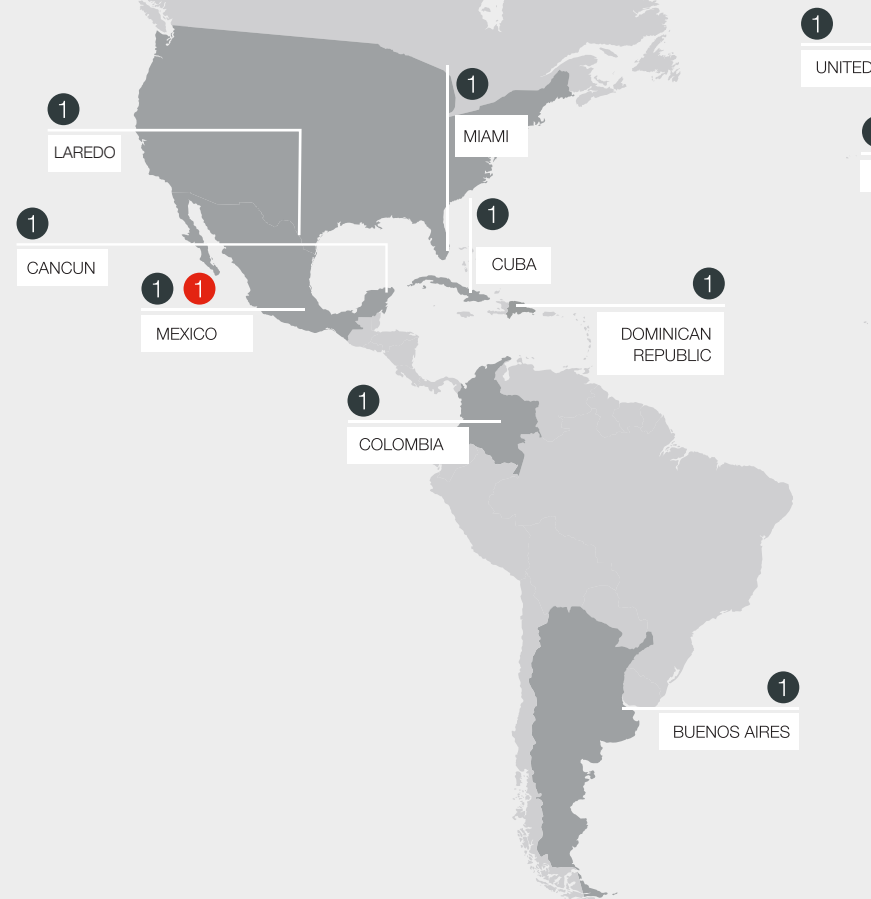 1
UNITED
1
MIAMI
1
LAREDO
1
CANCUN
1
CUBA
1 1
MEXICO
1
DOMINICAN
REPUBLIC
1
COLOMBIA
1
BUENOS AIRES